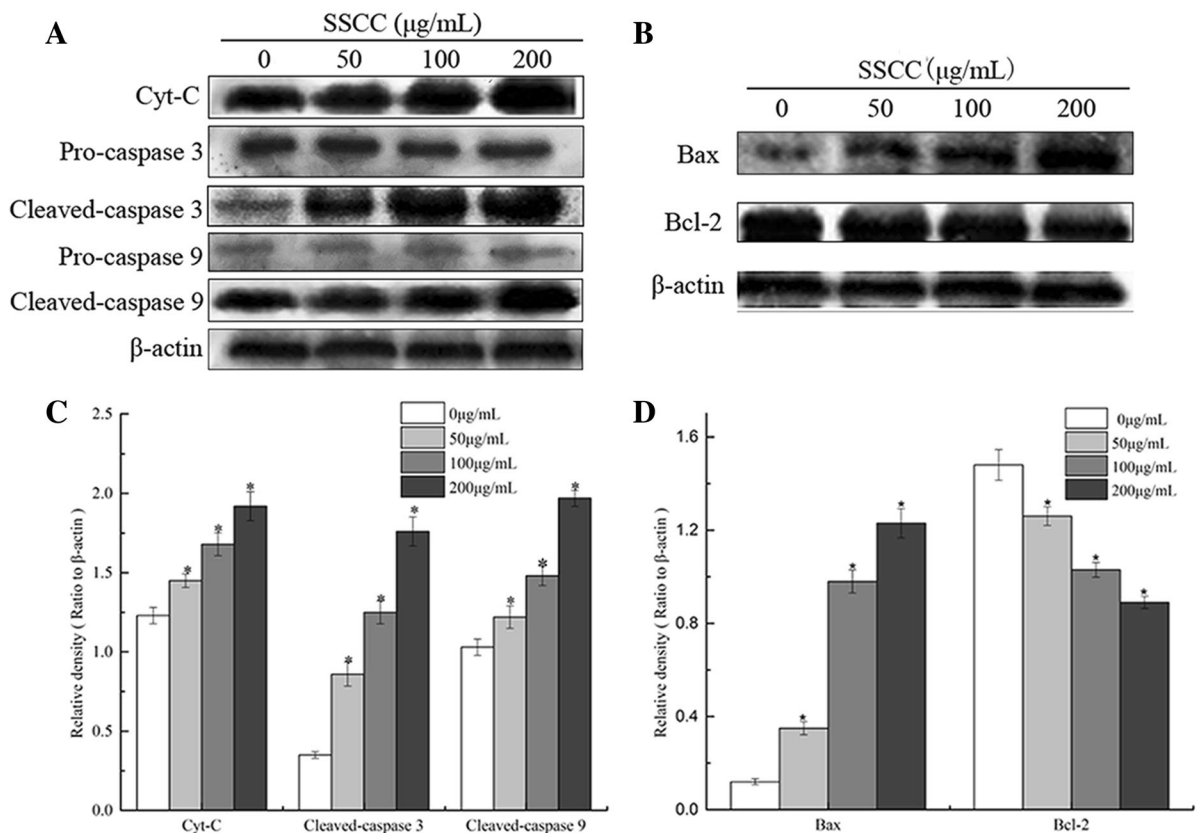 A
SSCC (μg/mL)
0 50 100 200
Cyt-C
Pro-caspase 3
Cleaved-caspase 3
Pro-caspase 9
Cleaved-caspase 9
β-actin
B
SSCC (μg/mL)
0 50 100 200
Bax
Bcl-2
β-actin
C
0μg/mL
50μg/mL
100μg/mL
200μg/mL
Relative density ( Ratio to β-actin)
2.5
2.0
1.5
1.0
0.5
0.0
* * * * * * * * *
Cyt-C Cleaved-caspase 3 Cleaved-caspase 9
D
0μg/mL
50μg/mL
100μg/mL
200μg/mL
Relative density ( Ratio to β-actin)
1.6
1.2
0.8
0.4
0.0
* * * * * *
Bax Bcl-2